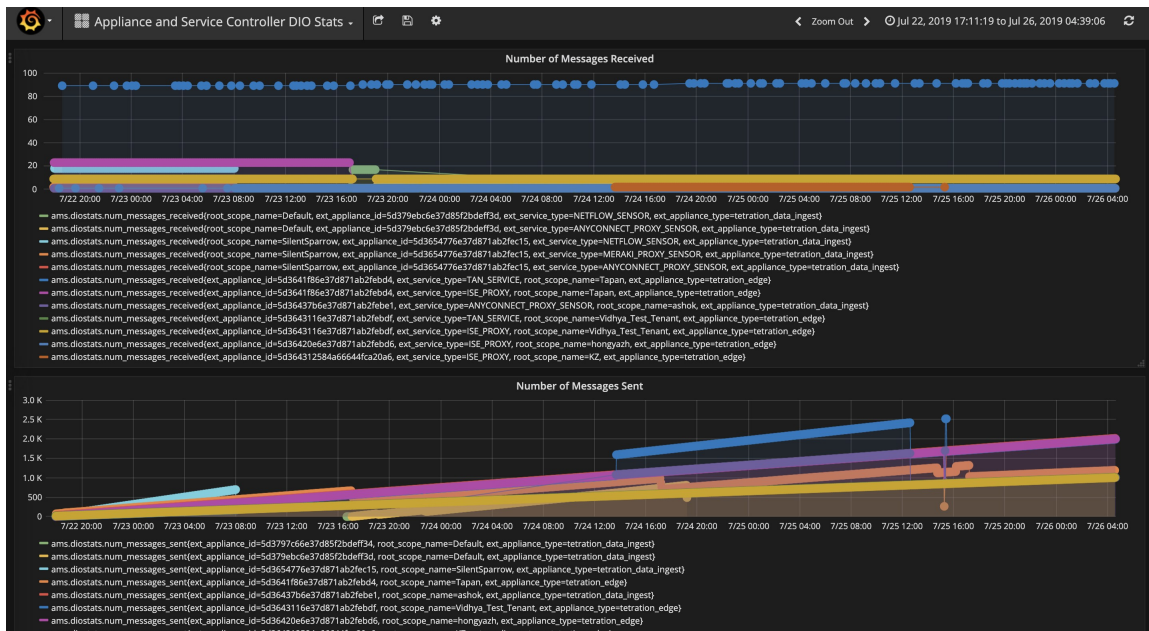 Appliance and Service Controller DIO Stats
Zoom Out Jul 22, 2019 17:11:19 to Jul 26, 2019 04:39:06
Number of Messages Received
100
80
60
40
20
0
7/22 20:00 7/23 00:00 7/23 04:00 7/23 08:00 7/23 12:00 7/23 16:00 7/23 20:00 7/24 00:00 7/24 04:00 7/24 08:00 7/24 12:00 7/24 16:00 7/24 20:00 7/25 00:00 7/25 04:00 7/25 08:00 7/25 12:00 7/25 16:00 7/25 20:00 7/26 00:00 7/26 04:00
ams.diostats.num_messages_received{root_scope_name=Default, ext_appliance_id=5d379ebc6e37d85f2bdeff3d, ext_service_type=NETFLOW_SENSOR, ext_appliance_type=tetration_data_ingest}
ams.diostats.num_messages_received{root_scope_name=Default, ext_appliance_id=5d379ebc6e37d85f2bdeff3d, ext_service_type=ANYCONNECT_PROXY_SENSOR, ext_appliance_type=tetration_data_ingest}
ams.diostats.num_messages_received{root_scope_name=SilentSparrow, ext_appliance_id=5d3654776e37d871ab2fec15, ext_service_type=NETFLOW_SENSOR, ext_appliance_type=tetration_data_ingest}
ams.diostats.num_messages_received{root_scope_name=SilentSparrow, ext_appliance_id=5d3654776e37d871ab2fec15, ext_service_type=MERAKI_PROXY_SENSOR, ext_appliance_type=tetration_data_ingest}
ams.diostats.num_messages_received{root_scope_name=SilentSparrow, ext_appliance_id=5d3654776e37d871ab2fec15, ext_service_type=ANYCONNECT_PROXY_SENSOR, ext_appliance_type=tetration_data_ingest}
ams.diostats.num_messages_received{ext_appliance_id=5d3641f86e37d871ab2febd4, ext_service_type=TAN_SERVICE, root_scope_name=Tapan, ext_appliance_type=tetration_edge}
ams.diostats.num_messages_received{ext_appliance_id=5d3641f86e37d871ab2febd4, ext_service_type=ISE_PROXY, root_scope_name=Tapan, ext_appliance_type=tetration_edge}
ams.diostats.num_messages_received{ext_appliance_id=5d36437b6e37d871ab2febe1, ext_service_type=ANYCONNECT_PROXY_SENSOR, root_scope_name=ashok, ext_appliance_type=tetration_data_ingest}
ams.diostats.num_messages_received{ext_appliance_id=5d3643116e37d871ab2febdf, ext_service_type=TAN_SERVICE, root_scope_name=Vidhya_Test_Tenant, ext_appliance_type=tetration_edge}
ams.diostats.num_messages_received{ext_appliance_id=5d3643116e37d871ab2febdf, ext_service_type=ISE_PROXY, root_scope_name=Vidhya_Test_Tenant, ext_appliance_type=tetration_edge}
ams.diostats.num_messages_received{ext_appliance_id=5d36420e6e37d871ab2febd6, ext_service_type=ISE_PROXY, root_scope_name=hongyazh, ext_appliance_type=tetration_edge}
ams.diostats.num_messages_received{ext_appliance_id=5d364312584a66644fca20a6, ext_service_type=ISE_PROXY, root_scope_name=KZ, ext_appliance_type=tetration_edge}
Number of Messages Sent
3.0 K
2.5 K
2.0 K
1.5 K
1.0 K
500
0
7/22 20:00 7/23 00:00 7/23 04:00 7/23 08:00 7/23 12:00 7/23 16:00 7/23 20:00 7/24 00:00 7/24 04:00 7/24 08:00 7/24 12:00 7/24 16:00 7/24 20:00 7/25 00:00 7/25 04:00 7/25 08:00 7/25 12:00 7/25 16:00 7/25 20:00 7/26 00:00 7/26 04:00
ams.diostats.num_messages_sent{ext_appliance_id=5d3797c66e37d85f2bdeff34, root_scope_name=Default, ext_appliance_type=tetration_data_ingest}
ams.diostats.num_messages_sent{ext_appliance_id=5d379ebc6e37d85f2bdeff3d, root_scope_name=Default, ext_appliance_type=tetration_data_ingest}
ams.diostats.num_messages_sent{ext_appliance_id=5d3654776e37d871ab2fec15, root_scope_name=SilentSparrow, ext_appliance_type=tetration_data_ingest}
ams.diostats.num_messages_sent{ext_appliance_id=5d3641f86e37d871ab2febd4, root_scope_name=Tapan, ext_appliance_type=tetration_edge}
ams.diostats.num_messages_sent{ext_appliance_id=5d36437b6e37d871ab2febe1, root_scope_name=ashok, ext_appliance_type=tetration_data_ingest}
ams.diostats.num_messages_sent{ext_appliance_id=5d3643116e37d871ab2febdf, root_scope_name=Vidhya_Test_Tenant, ext_appliance_type=tetration_edge}
ams.diostats.num_messages_sent{ext_appliance_id=5d36420e6e37d871ab2febd6, root_scope_name=hongyazh, ext_appliance_type=tetration_edge}